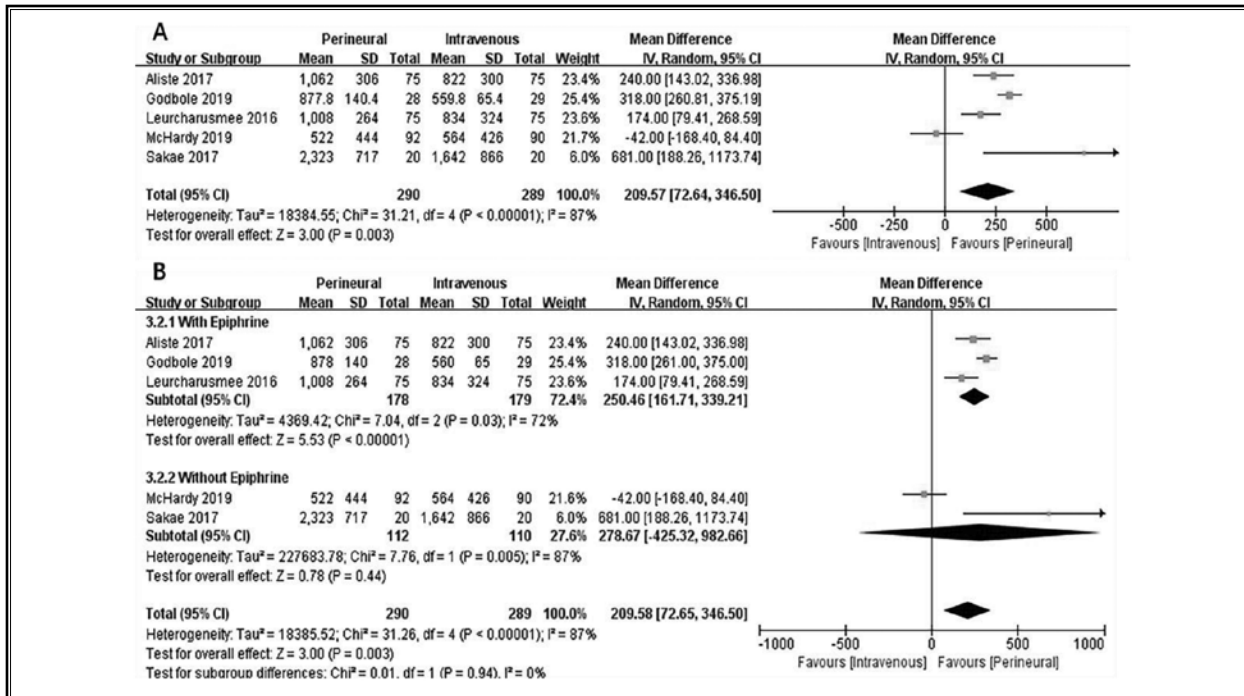 A
Perineural Intravenous Mean Difference Mean Difference
Study or Subgroup Mean SD Total Mean SD Total Weight IV, Random, 95% CI IV, Random, 95% CI
Aliste 2017 1,062 306 75 822 300 75 23.4% 240.00 [143.02, 336.98]
Godbole 2019 877.8 140.4 28 559.8 65.4 29 25.4% 318.00 [260.81, 375.19]
Leurcharusmee 2016 1,008 264 75 834 324 75 23.6% 174.00 [79.41, 268.59]
McHardy 2019 522 444 92 564 426 90 21.7% -42.00 [-168.40, 84.40]
Sakae 2017 2,323 717 20 1,642 866 20 6.0% 681.00 [188.26, 1173.74]
Total (95% CI) 290 289 100.0% 209.57 [72.64, 346.50]
Heterogeneity: Tau² = 18384.55; Chi² = 31.21, df = 4 (P < 0.00001); I² = 87%
Test for overall effect: Z = 3.00 (P = 0.003)
-500 -250 0 250 500
Favours [Intravenous] Favours [Perineural]
B
Perineural Intravenous Mean Difference Mean Difference
Study or Subgroup Mean SD Total Mean SD Total Weight IV, Random, 95% CI IV, Random, 95% CI
3.2.1 With Epiphrine
Aliste 2017 1,062 306 75 822 300 75 23.4% 240.00 [143.02, 336.98]
Godbole 2019 878 140 28 560 65 29 25.4% 318.00 [261.00, 375.00]
Leurcharusmee 2016 1,008 264 75 834 324 75 23.6% 174.00 [79.41, 268.59]
Subtotal (95% CI) 178 179 72.4% 250.46 [161.71, 339.21]
Heterogeneity: Tau² = 4369.42; Chi² = 7.04, df = 2 (P = 0.03); I² = 72%
Test for overall effect: Z = 5.53 (P < 0.00001)
3.2.2 Without Epiphrine
McHardy 2019 522 444 92 564 426 90 21.6% -42.00 [-168.40, 84.40]
Sakae 2017 2,323 717 20 1,642 866 20 6.0% 681.00 [188.26, 1173.74]
Subtotal (95% CI) 112 110 27.6% 278.67 [-425.32, 982.66]
Heterogeneity: Tau² = 227683.78; Chi² = 7.76, df = 1 (P = 0.005); I² = 87%
Test for overall effect: Z = 0.78 (P = 0.44)
Total (95% CI) 290 289 100.0% 209.58 [72.65, 346.50]
Heterogeneity: Tau² = 18385.52; Chi² = 31.26, df = 4 (P < 0.00001); I² = 87%
Test for overall effect: Z = 3.00 (P = 0.003)
Test for subgroup differences: Chi² = 0.01, df = 1 (P = 0.94), I² = 0%
-1000 -500 0 500 1000
Favours [Intravenous] Favours [Perineural]